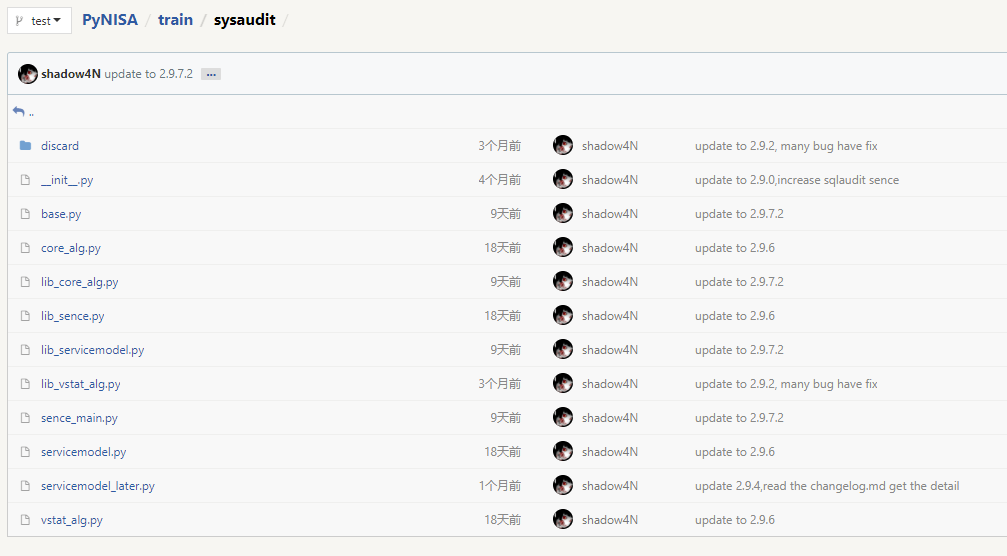 test PyNISA / train / sysaudit /
shadow4N update to 2.9.7.2 ...
..
discard 3个月前 shadow4N update to 2.9.2, many bug have fix
__init__.py 4个月前 shadow4N update to 2.9.0,increase sqlaudit sence
base.py 9天前 shadow4N update to 2.9.7.2
core_alg.py 18天前 shadow4N update to 2.9.6
lib_core_alg.py 9天前 shadow4N update to 2.9.7.2
lib_sence.py 18天前 shadow4N update to 2.9.6
lib_servicemodel.py 9天前 shadow4N update to 2.9.7.2
lib_vstat_alg.py 3个月前 shadow4N update to 2.9.2, many bug have fix
sence_main.py 9天前 shadow4N update to 2.9.7.2
servicemodel.py 18天前 shadow4N update to 2.9.6
servicemodel_later.py 1个月前 shadow4N update 2.9.4,read the changelog.md get the detail
vstat_alg.py 18天前 shadow4N update to 2.9.6